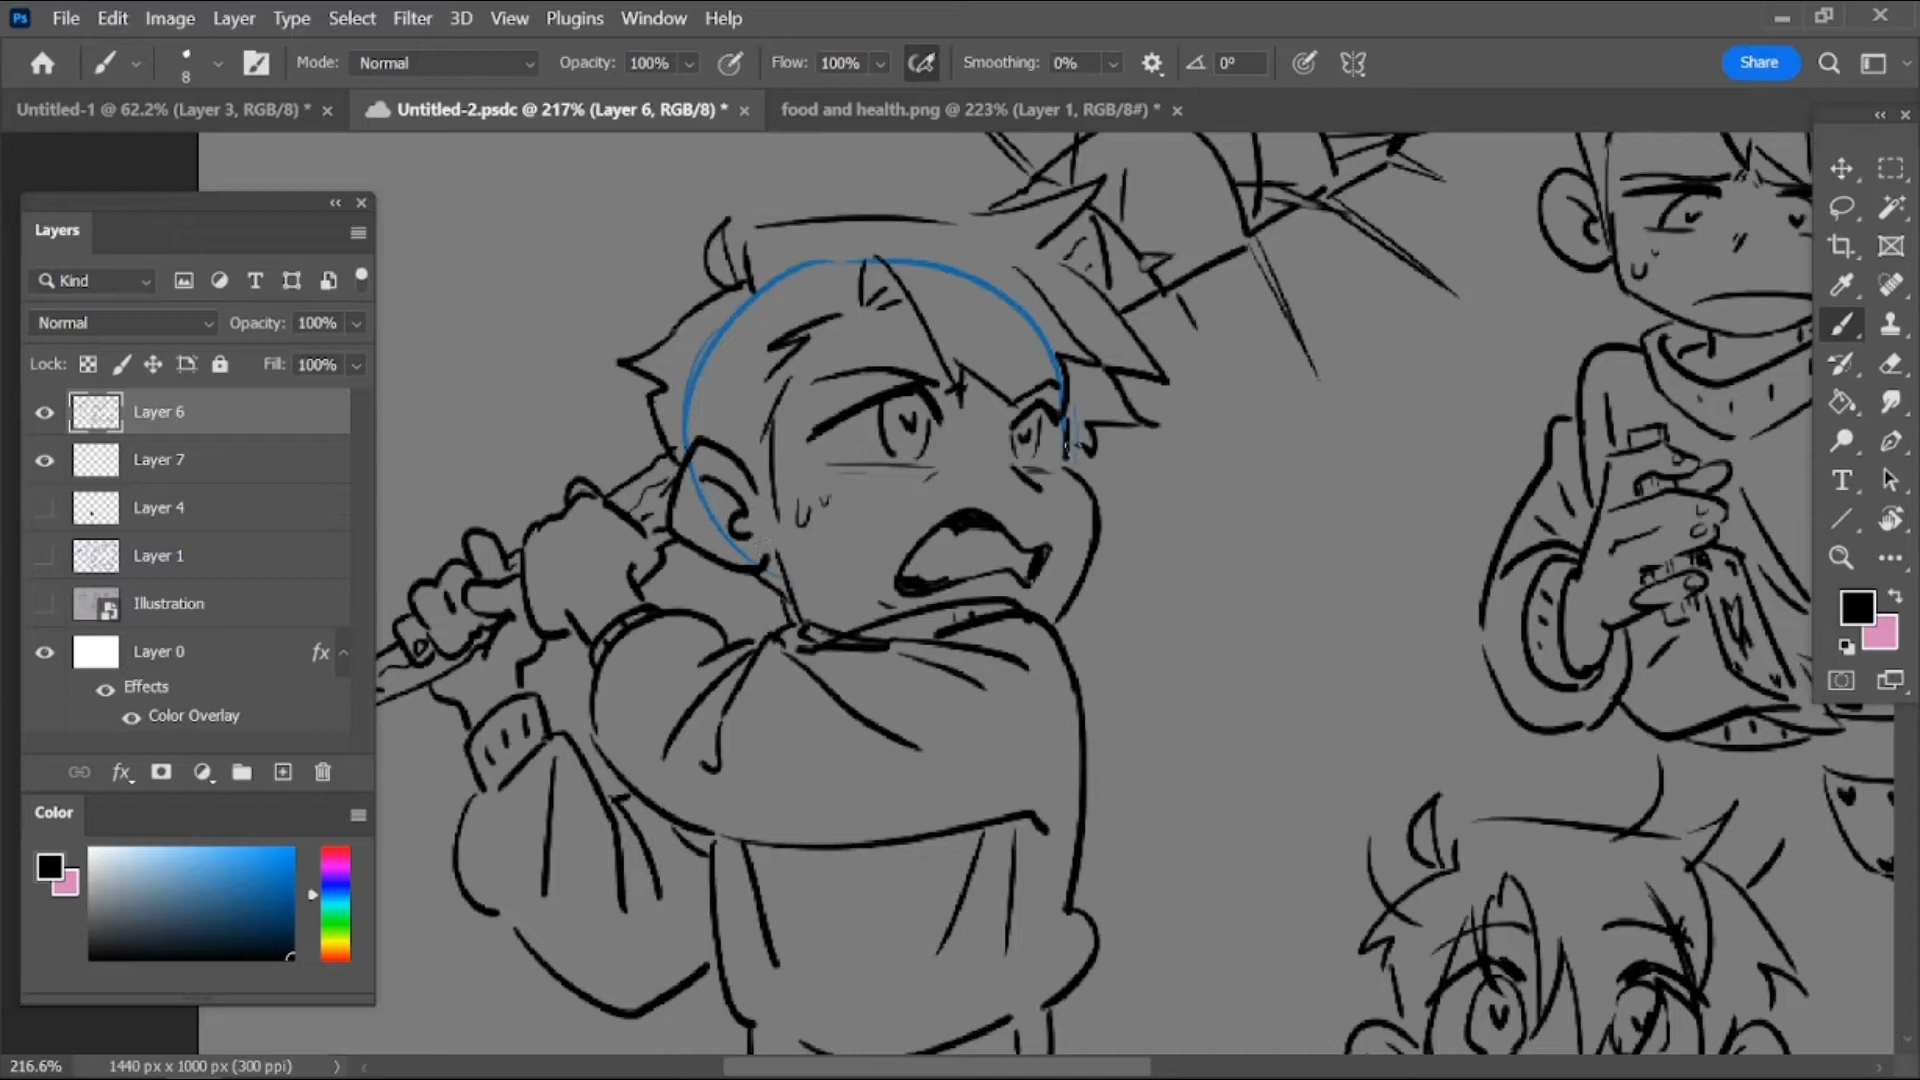 Ps File Edit Image Layer Type Select Filter 3D View Plugins Window Help
8 Mode: Normal Opacity: 100% Flow: 100% Smoothing: 0% 0° Share
Untitled-1 @ 62.2% (Layer 3, RGB/8) * Untitled-2.psdc @ 217% (Layer 6, RGB/8) * food and health.png @ 223% (Layer 1, RGB/8#) *
Layers
Kind
Normal Opacity: 100%
Lock: Fill: 100%
Layer 6
Layer 7
Layer 4
Layer 1
Illustration
Layer 0 fx
Effects
Color Overlay
fx
Color
216.6% 1440 px x 1000 px (300 ppi)